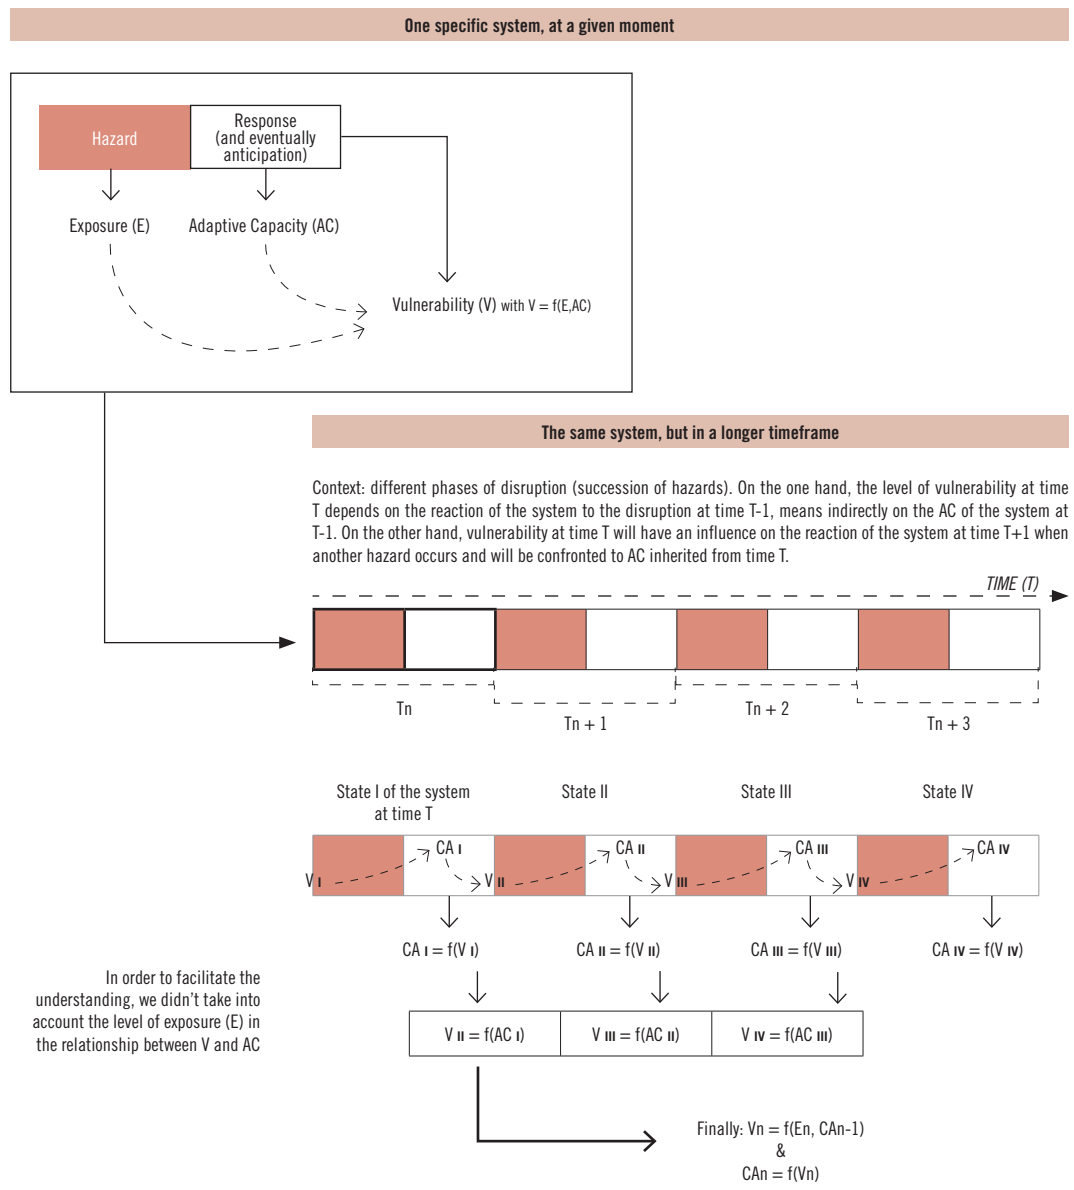 One specific system, at a given moment
Hazard
Response
(and eventually
anticipation)
Exposure (E)
Adaptive Capacity (AC)
Vulnerability (V) with V = f(E,AC)
The same system, but in a longer timeframe
Context: different phases of disruption (succession of hazards). On the one hand, the level of vulnerability at time
T depends on the reaction of the system to the disruption at time T-1, means indirectly on the AC of the system at
T-1. On the other hand, vulnerability at time T will have an influence on the reaction of the system at time T+1 when
another hazard occurs and will be confronted to AC inherited from time T.
TIME (T)
Tn
Tn + 1
Tn + 2
Tn + 3
State I of the system
at time T
State II
State III
State IV
CA I
CA II
CA III
CA IV
V I
V II
V III
V IV
CA I = f(V I)
CA II = f(V II)
CA III = f(V III)
CA IV = f(V IV)
In order to facilitate the
understanding, we didn't take into
account the level of exposure (E) in
the relationship between V and AC
V II = f(AC I)
V III = f(AC II)
V IV = f(AC III)
Finally: Vn = f(En, CAn-1)
&
CAn = f(Vn)